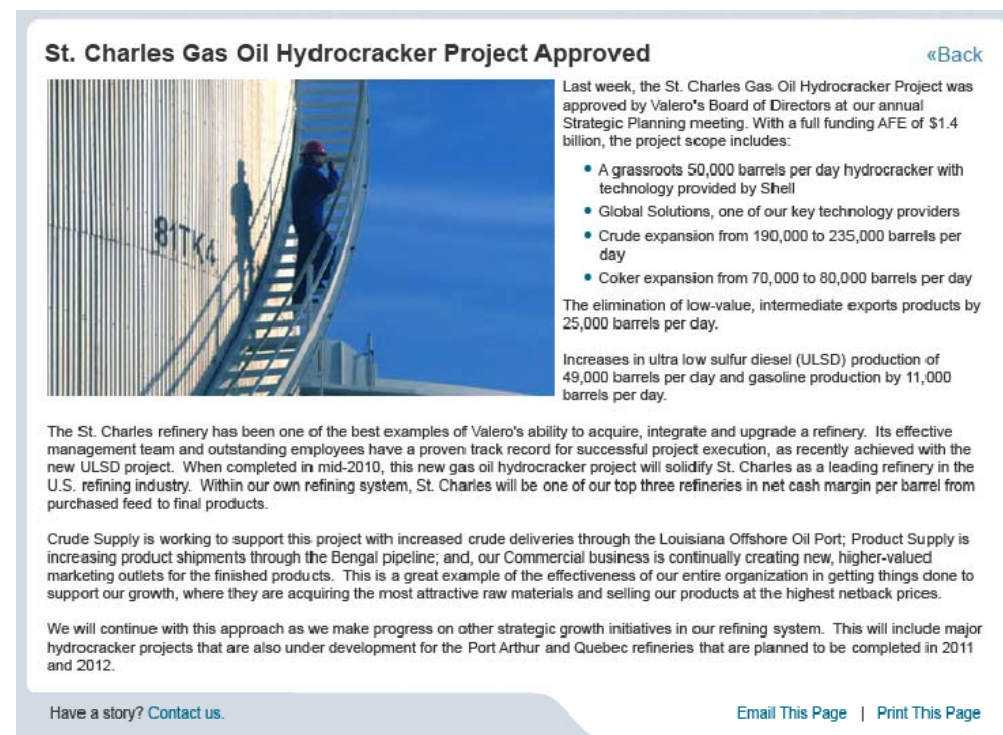 St. Charles Gas Oil Hydrocracker Project Approved
«Back
81TK4
Last week, the St. Charles Gas Oil Hydrocracker Project was
approved by Valero's Board of Directors at our annual
Strategic Planning meeting. With a full funding AFE of $1.4
billion, the project scope includes:
• A grassroots 50,000 barrels per day hydrocracker with
technology provided by Shell
• Global Solutions, one of our key technology providers
• Crude expansion from 190,000 to 235,000 barrels per
day
• Coker expansion from 70,000 to 80,000 barrels per day
The elimination of low-value, intermediate exports products by
25,000 barrels per day.
Increases in ultra low sulfur diesel (ULSD) production of
49,000 barrels per day and gasoline production by 11,000
barrels per day.
The St. Charles refinery has been one of the best examples of Valero's ability to acquire, integrate and upgrade a refinery. Its effective
management team and outstanding employees have a proven track record for successful project execution, as recently achieved with the
new ULSD project. When completed in mid-2010, this new gas oil hydrocracker project will solidify St. Charles as a leading refinery in the
U.S. refining industry. Within our own refining system, St. Charles will be one of our top three refineries in net cash margin per barrel from
purchased feed to final products.
Crude Supply is working to support this project with increased crude deliveries through the Louisiana Offshore Oil Port; Product Supply is
increasing product shipments through the Bengal pipeline; and, our Commercial business is continually creating new, higher-valued
marketing outlets for the finished products. This is a great example of the effectiveness of our entire organization in getting things done to
support our growth, where they are acquiring the most attractive raw materials and selling our products at the highest netback prices.
We will continue with this approach as we make progress on other strategic growth initiatives in our refining system. This will include major
hydrocracker projects that are also under development for the Port Arthur and Quebec refineries that are planned to be completed in 2011
and 2012.
Have a story? Contact us.
Email This Page | Print This Page